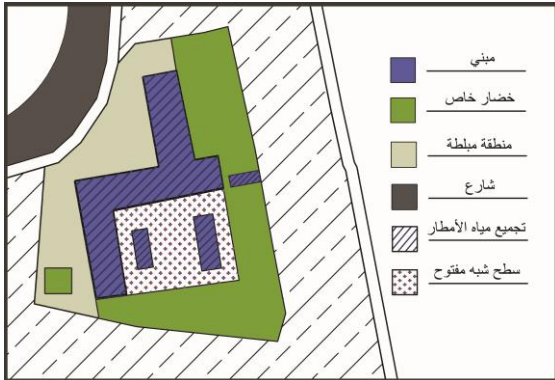 مبني
خضار خاص
منطقة مبلطة
شارع
تجميع مياه الأمطار
سطح شبه مفتوح